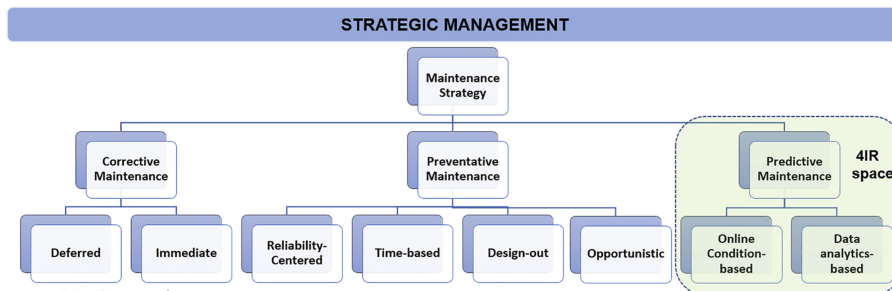 STRATEGIC MANAGEMENT
Maintenance
Strategy
Corrective
Maintenance
Preventative
Maintenance
Predictive
Maintenance
4IR
space
Deferred
Immediate
Reliability-
Centered
Time-based
Design-out
Opportunistic
Online
Condition-
based
Data
analytics-
based